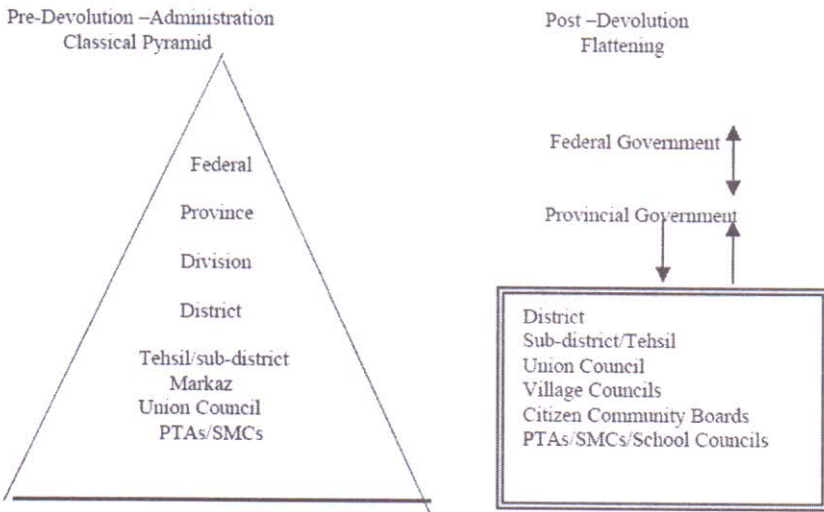 Pre-Devolution –Administration
Classical Pyramid
Federal
Province
Division
District
Tehsil/sub-district
Markaz
Union Council
PTAs/SMCs
Post –Devolution
Flattening
Federal Government
Provincial Government
District
Sub-district/Tehsil
Union Council
Village Councils
Citizen Community Boards
PTAs/SMCs/School Councils